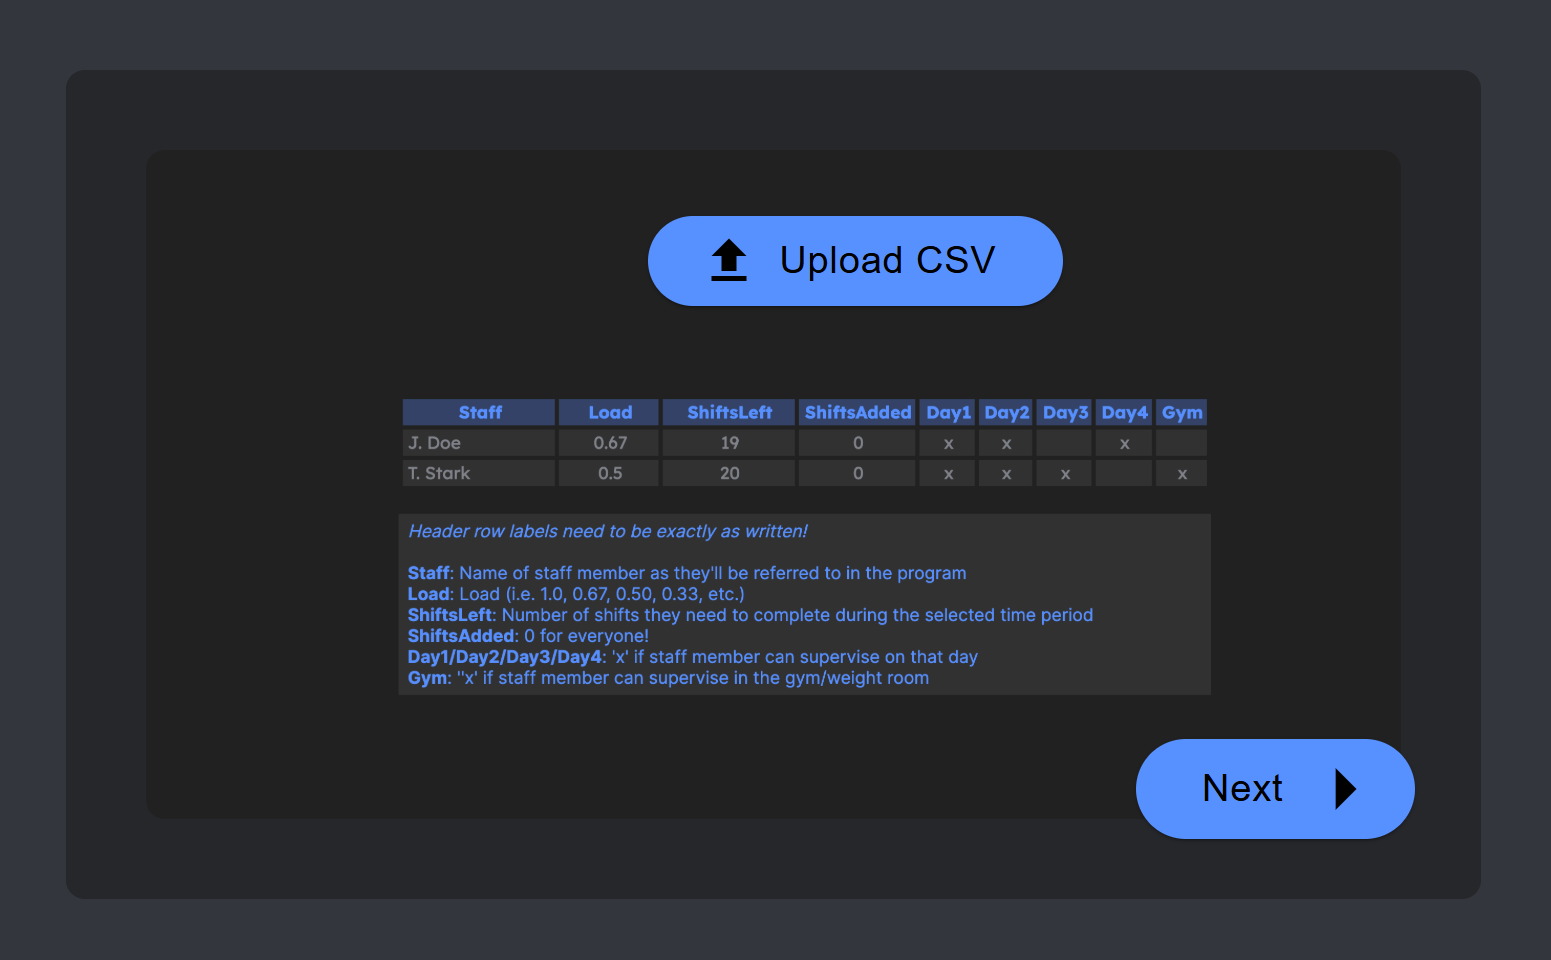 Upload CSV
Staff Load ShiftsLeft ShiftsAdded Day1 Day2 Day3 Day4 Gym
J. Doe 0.67 19 0 x x x
T. Stark 0.5 20 0 x x x x
Header row labels need to be exactly as written!
Staff: Name of staff member as they'll be referred to in the program
Load: Load (i.e. 1.0, 0.67, 0.50, 0.33, etc.)
ShiftsLeft: Number of shifts they need to complete during the selected time period
ShiftsAdded: 0 for everyone!
Day1/Day2/Day3/Day4: 'x' if staff member can supervise on that day
Gym: ''x' if staff member can supervise in the gym/weight room
Next